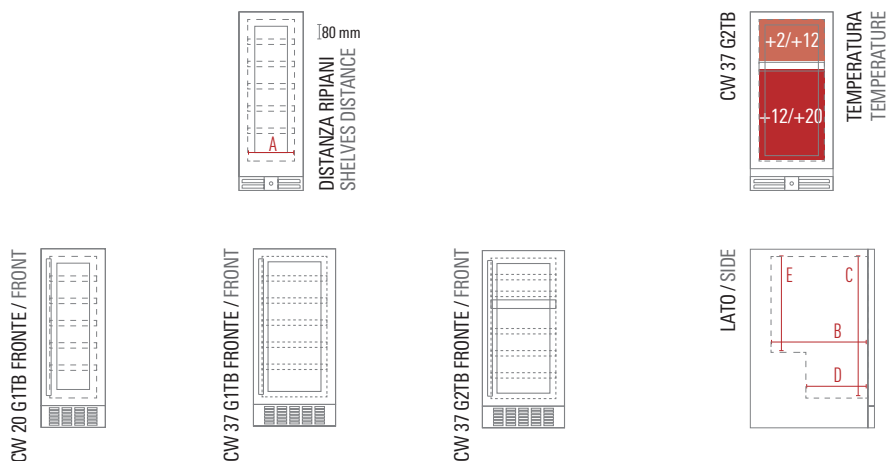 80 mm
A
DISTANZA RIPIANI
SHELVES DISTANCE
CW 37 G2TB
+2/+12
+12/+20
TEMPERATURA
TEMPERATURE
CW 20 G1TB FRONTE / FRONT
CW 37 G1TB FRONTE / FRONT
CW 37 G2TB FRONTE / FRONT
LATO / SIDE
E
C
B
D